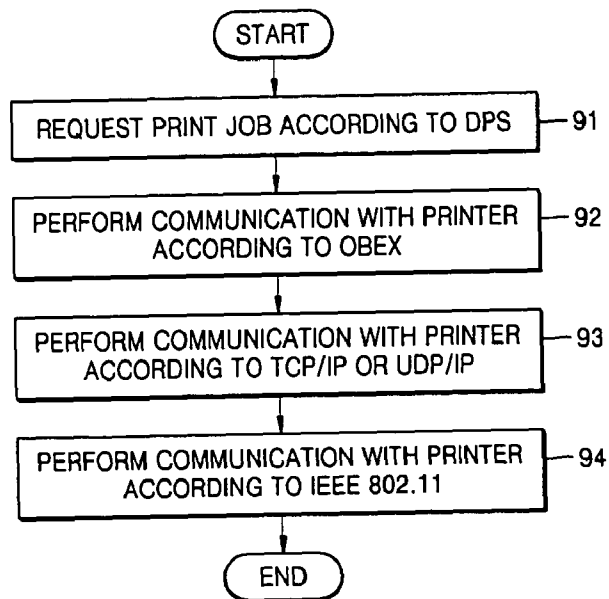 START
REQUEST PRINT JOB ACCORDING TO DPS
91
PERFORM COMMUNICATION WITH PRINTER
ACCORDING TO OBEX
92
PERFORM COMMUNICATION WITH PRINTER
ACCORDING TO TCP/IP OR UDP/IP
93
PERFORM COMMUNICATION WITH PRINTER
ACCORDING TO IEEE 802.11
94
END